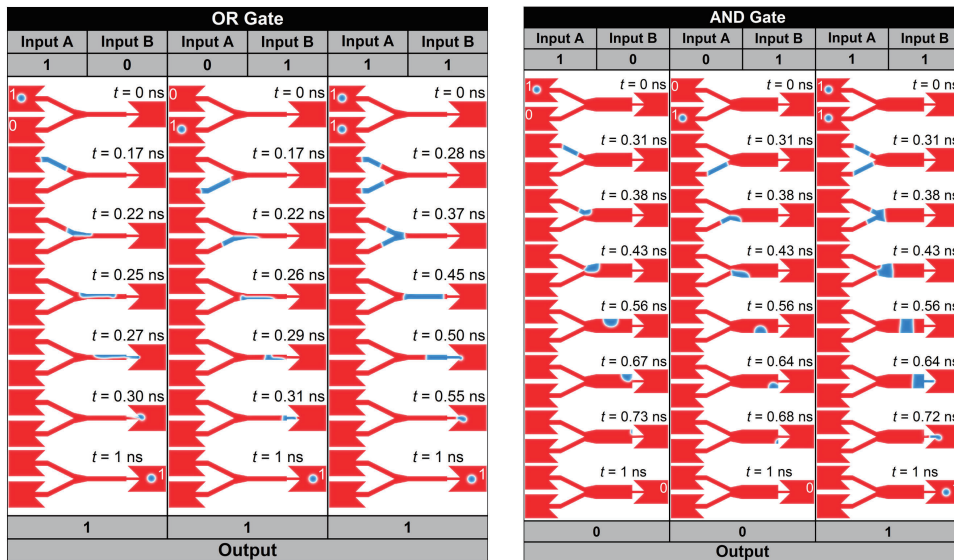 OR Gate
Input A Input B Input A Input B Input A Input B
1 0 0 1 1 1
1 t = 0 ns 0 t = 0 ns 1 t = 0 ns
0 1 1
t = 0.17 ns t = 0.17 ns t = 0.28 ns
t = 0.22 ns t = 0.22 ns t = 0.37 ns
t = 0.25 ns t = 0.26 ns t = 0.45 ns
t = 0.27 ns t = 0.29 ns t = 0.50 ns
t = 0.30 ns t = 0.31 ns t = 0.55 ns
t = 1 ns t = 1 ns t = 1 ns
1 1 1
1 1 1
Output
AND Gate
Input A Input B Input A Input B Input A Input B
1 0 0 1 1 1
1 t = 0 ns 0 t = 0 ns 1 t = 0 ns
0 1 1
t = 0.31 ns t = 0.31 ns t = 0.31 ns
t = 0.38 ns t = 0.38 ns t = 0.38 ns
t = 0.43 ns t = 0.43 ns t = 0.43 ns
t = 0.56 ns t = 0.56 ns t = 0.56 ns
t = 0.67 ns t = 0.64 ns t = 0.64 ns
t = 0.73 ns t = 0.68 ns t = 0.72 ns
t = 1 ns t = 1 ns t = 1 ns
0 0 1
0 0 1
Output